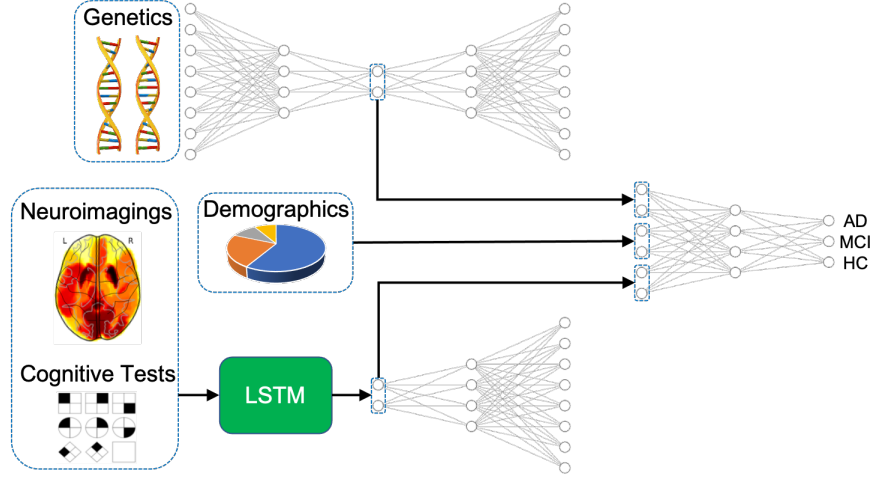 Genetics
Neuroimagings
L R
Demographics
AD
MCI
HC
Cognitive Tests
LSTM